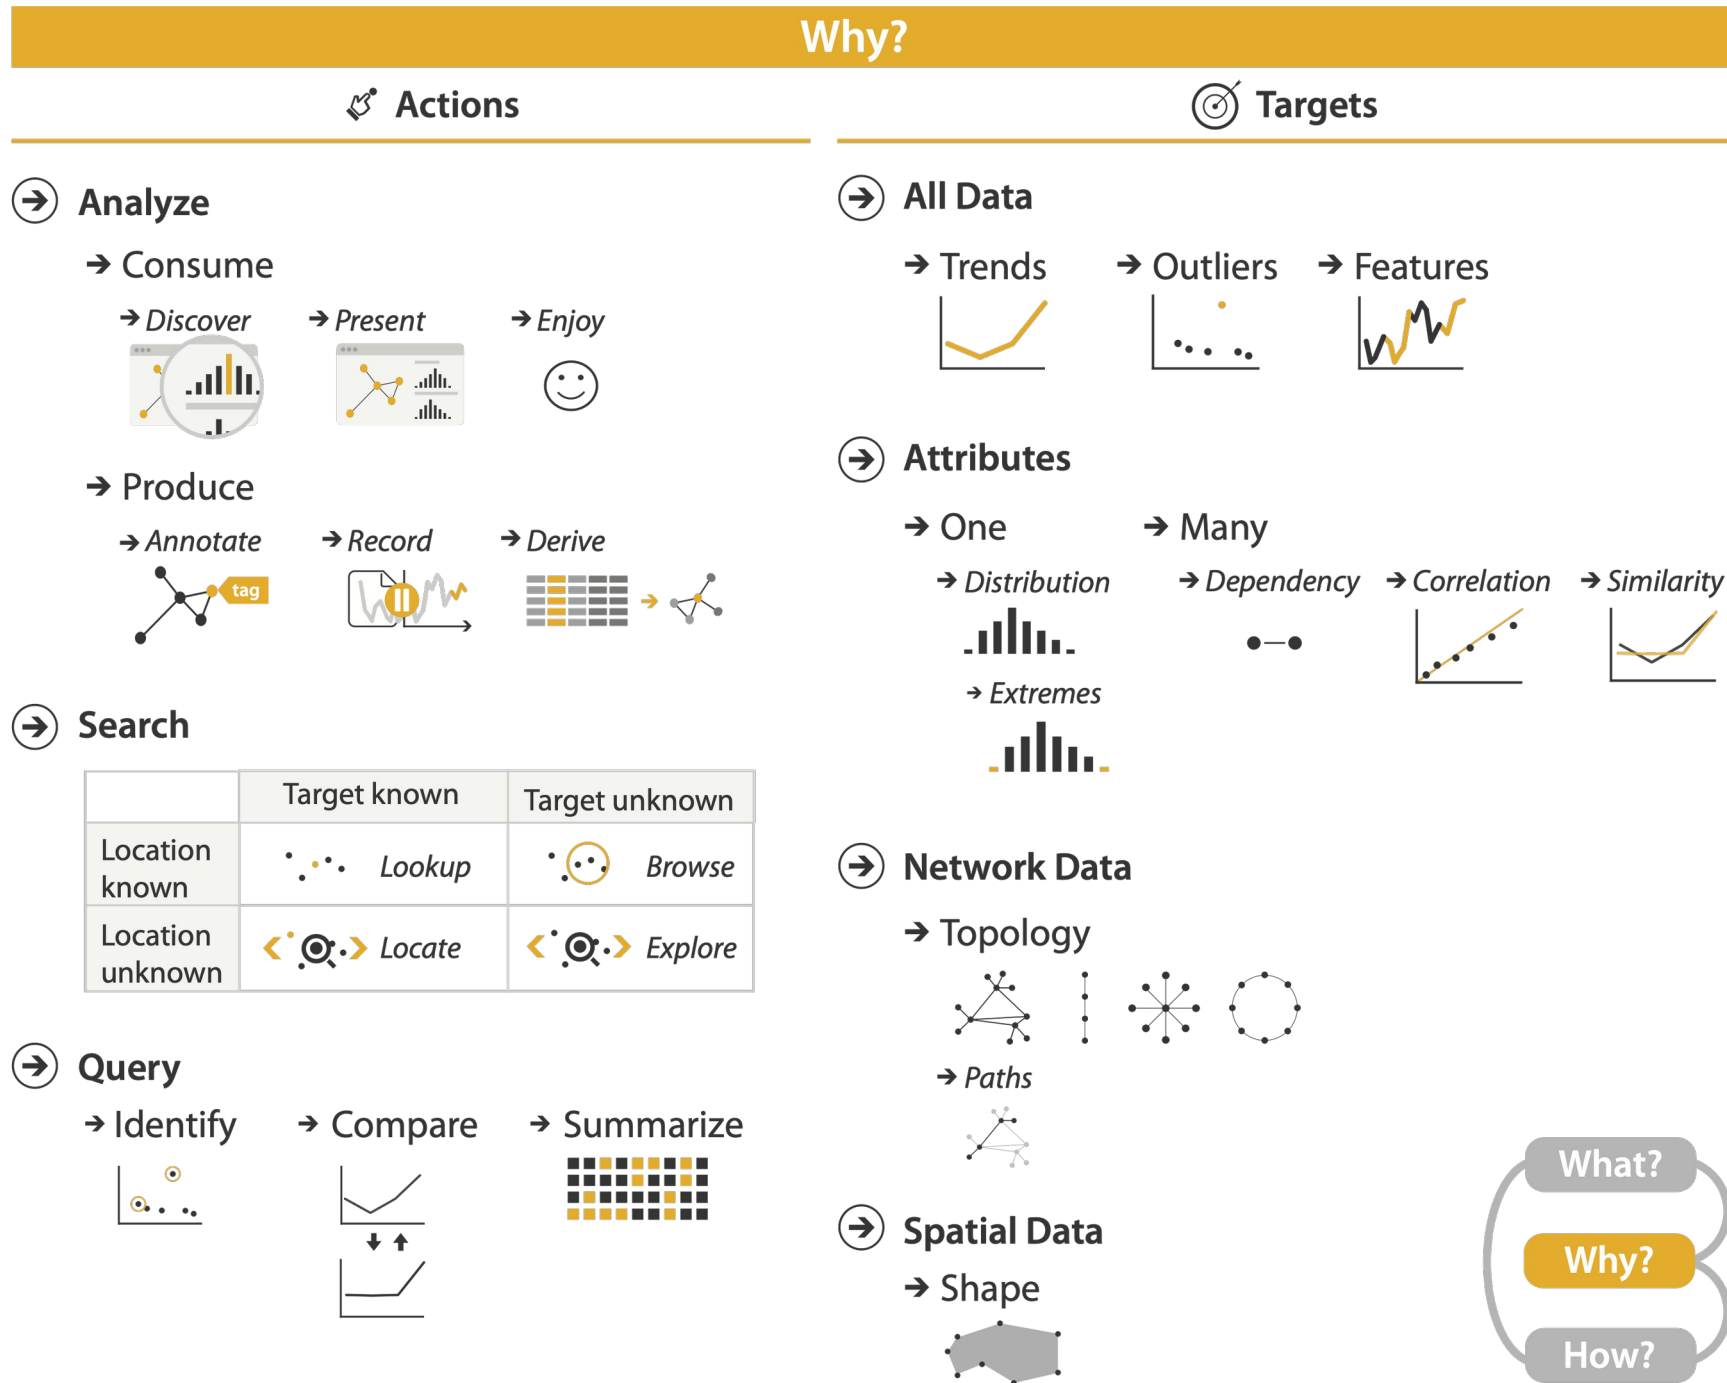 Why?
Actions
Analyze
Consume
Discover
Present
Enjoy
Produce
Annotate
Record
Derive
tag
Search
Target known
Target unknown
Location
known
Lookup
Browse
Location
unknown
Locate
Explore
Query
Identify
Compare
Summarize
Targets
All Data
Trends
Outliers
Features
Attributes
One
Many
Distribution
Dependency
Correlation
Similarity
Extremes
Network Data
Topology
Paths
Spatial Data
Shape
What?
Why?
How?